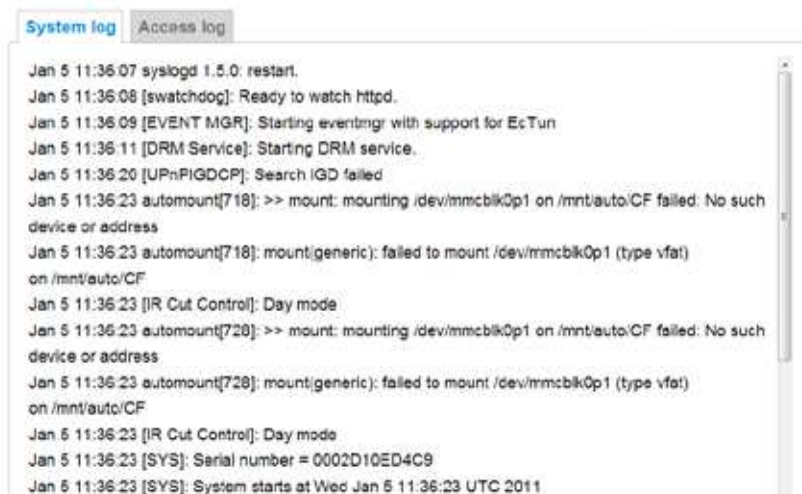 System log Access log
Jan 5 11:36:07 syslogd 1.5.0: restart.
Jan 5 11:36:08 [swatchdog]: Ready to watch httpd.
Jan 5 11:36:09 [EVENT MGR]: Starting eventmgr with support for EcTun
Jan 5 11:36:11 [DRM Service]: Starting DRM service.
Jan 5 11:36:20 [UPnPIGDCP]: Search IGD failed
Jan 5 11:36:23 automount[718]: >> mount: mounting /dev/mmcblk0p1 on /mnt/auto/CF failed: No such
device or address
Jan 5 11:36:23 automount[718]: mount(generic): failed to mount /dev/mmcblk0p1 (type vfat)
on /mnt/auto/CF
Jan 5 11:36:23 [IR Cut Control]: Day mode
Jan 5 11:36:23 automount[728]: >> mount: mounting /dev/mmcblk0p1 on /mnt/auto/CF failed: No such
device or address
Jan 5 11:36:23 automount[728]: mount(generic): failed to mount /dev/mmcblk0p1 (type vfat)
on /mnt/auto/CF
Jan 5 11:36:23 [IR Cut Control]: Day mode
Jan 5 11:36:23 [SYS]: Serial number = 0002D10ED4C9
Jan 5 11:36:23 [SYS]: System starts at Wed Jan 5 11:36:23 UTC 2011